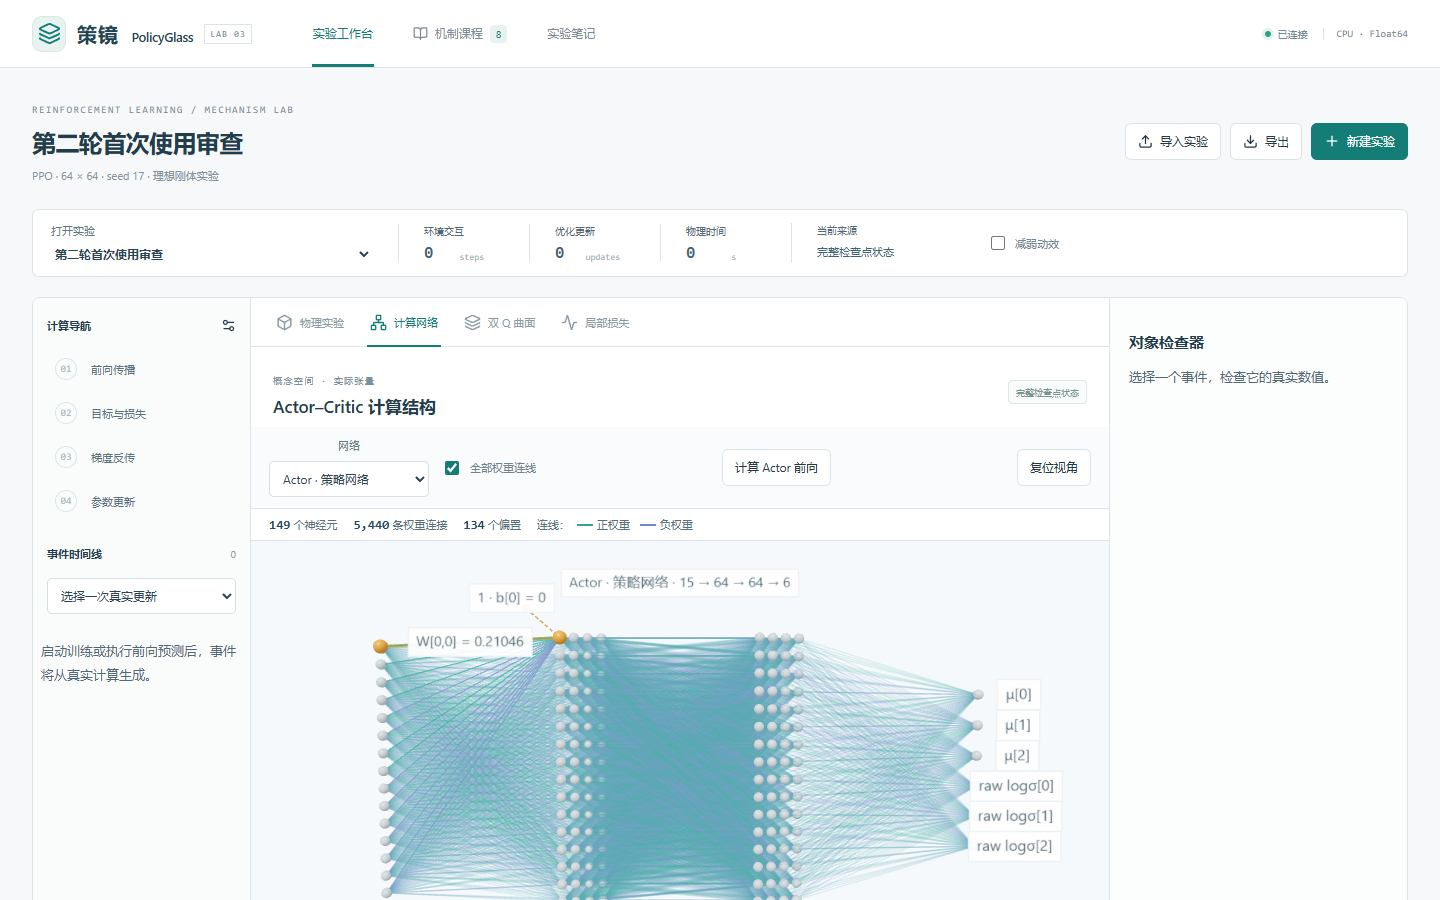 策镜 PolicyGlass LAB 03
实验工作台
机制课程 8
实验笔记
已连接
CPU · Float64
REINFORCEMENT LEARNING / MECHANISM LAB
第二轮首次使用审查
PPO · 64 × 64 · seed 17 · 理想刚体实验
导入实验
导出
新建实验
打开实验
第二轮首次使用审查
环境交互
0 steps
优化更新
0 updates
物理时间
0 s
当前来源
完整检查点状态
减弱动效
计算导航
01 前向传播
02 目标与损失
03 梯度反传
04 参数更新
事件时间线 0
选择一次真实更新
启动训练或执行前向预测后，事件
将从真实计算生成。
物理实验
计算网络
双 Q 曲面
局部损失
概念空间 · 实际张量
Actor–Critic 计算结构
完整检查点状态
网络
Actor · 策略网络
全部权重连线
计算 Actor 前向
复位视角
149 个神经元 5,440 条权重连接 134 个偏置 连线： 正权重 负权重
Actor · 策略网络 · 15 → 64 → 64 → 6
1 · b[0] = 0
W[0,0] = 0.21046
μ[0]
μ[1]
μ[2]
raw logσ[0]
raw logσ[1]
raw logσ[2]
对象检查器
选择一个事件，检查它的真实数值。